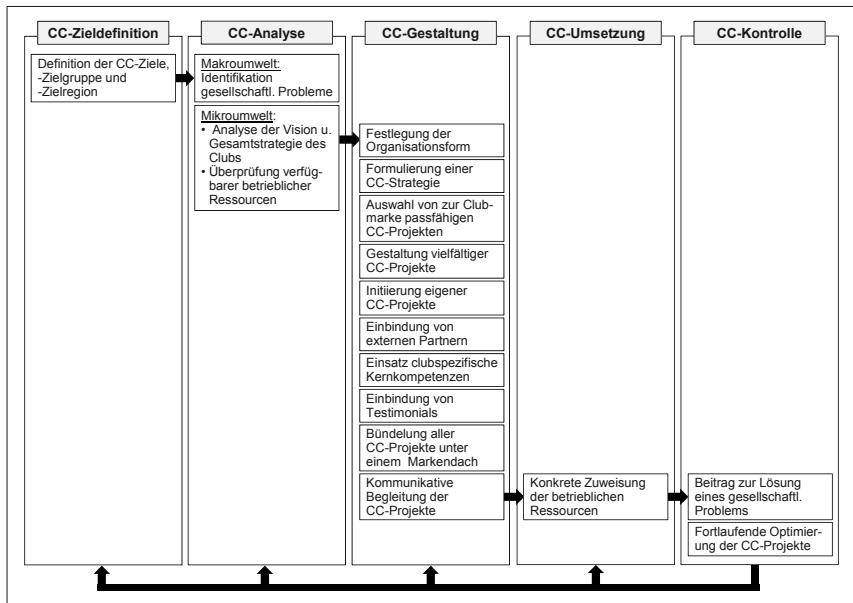 CC-Zieldefinition
Definition der CC-Ziele,
-Zielgruppe und
-Zielregion
CC-Analyse
Makroumwelt:
Identifikation
gesellschaftl. Probleme
Mikroumwelt:
• Analyse der Vision u.
Gesamtstrategie des
Clubs
• Überprüfung verfüg-
barer betrieblicher
Ressourcen
CC-Gestaltung
Festlegung der
Organisationsform
Formulierung einer
CC-Strategie
Auswahl von zur Club-
marke passfähigen
CC-Projekten
Gestaltung vielfältiger
CC-Projekte
Initiierung eigener
CC-Projekte
Einbindung von
externen Partnern
Einsatz clubspezifische
Kernkompetenzen
Einbindung von
Testimonials
Bündelung aller
CC-Projekte unter
einem Markendach
Kommunikative
Begleitung der
CC-Projekte
CC-Umsetzung
Konkrete Zuweisung
der betrieblichen
Ressourcen
CC-Kontrolle
Beitrag zur Lösung
eines gesellschaftl.
Problems
Fortlaufende Optimier-
ung der CC-Projekte